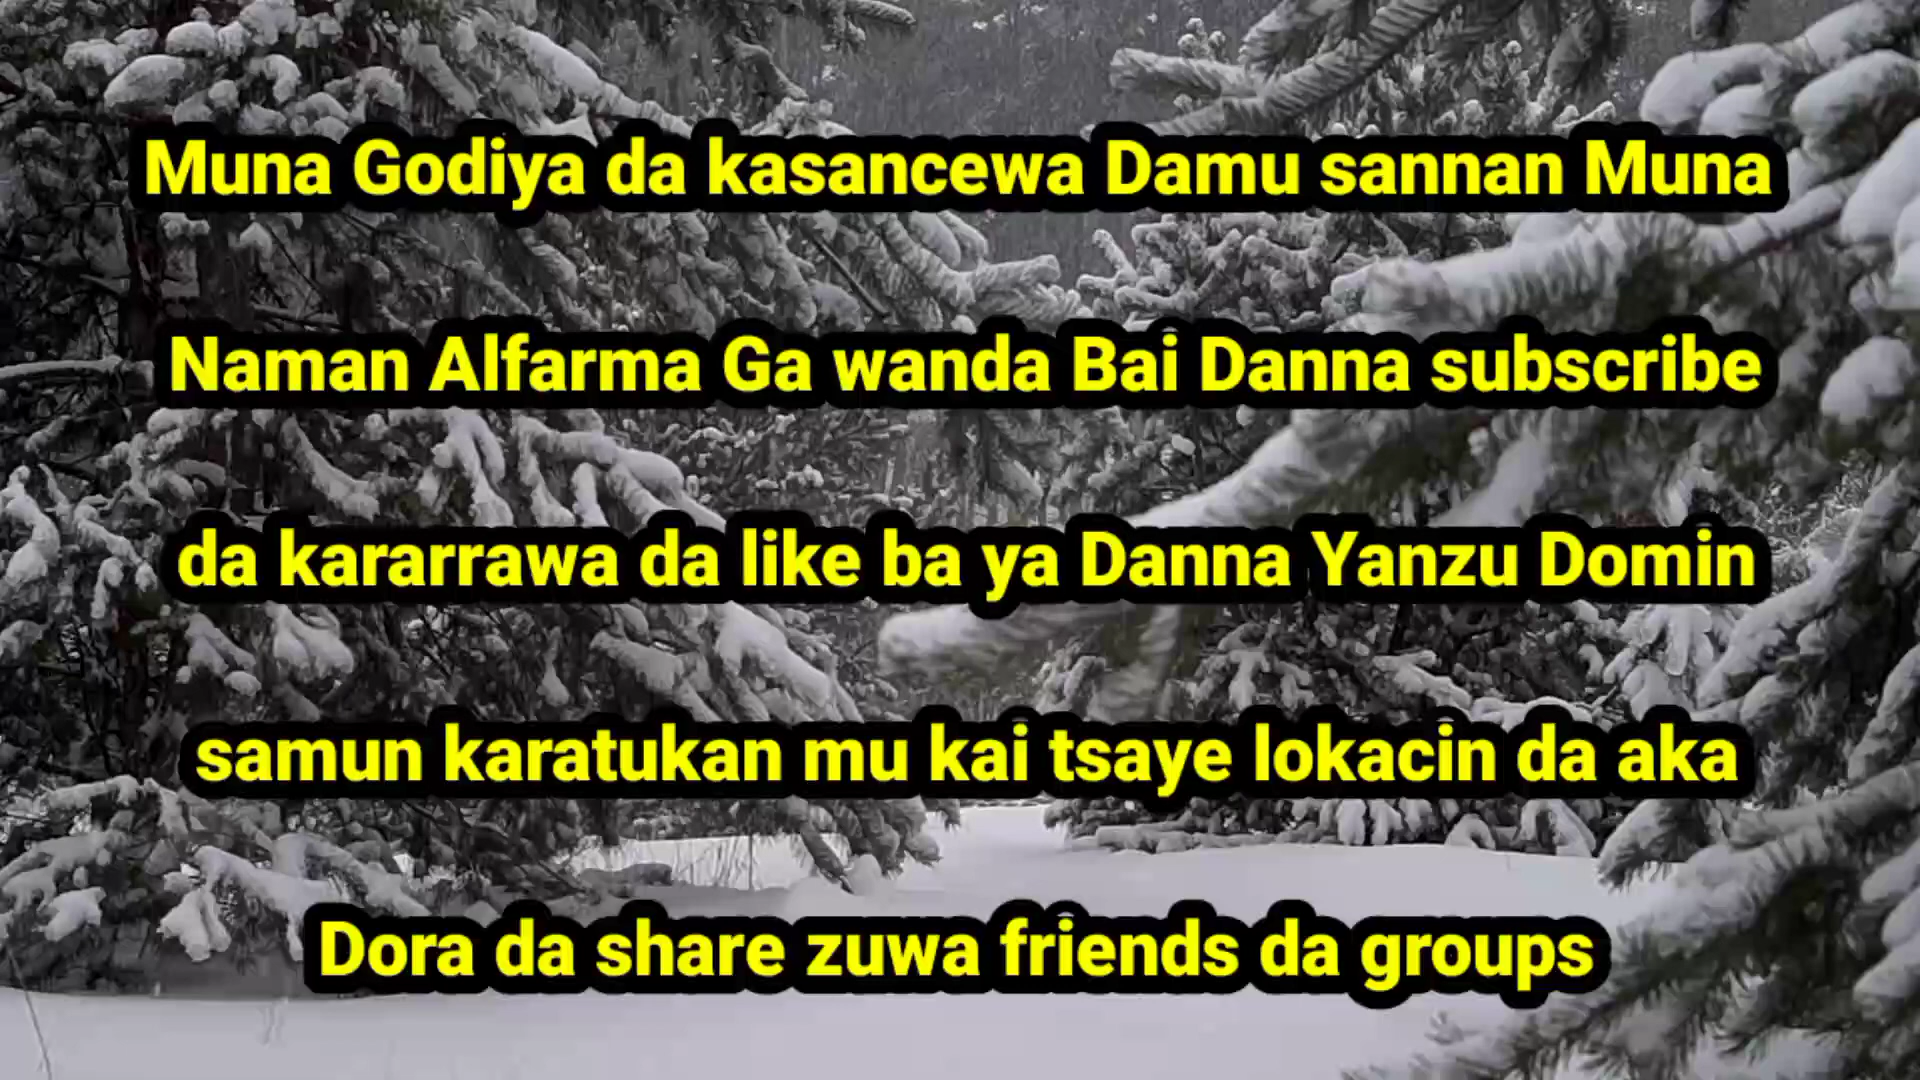 Muna Godiya da kasancewa Damu sannan Muna
Naman Alfarma Ga wanda Bai Danna subscribe
da kararrawa da like ba ya Danna Yanzu Domin
samun karatukan mu kai tsaye lokacin da aka
Dora da share zuwa friends da groups